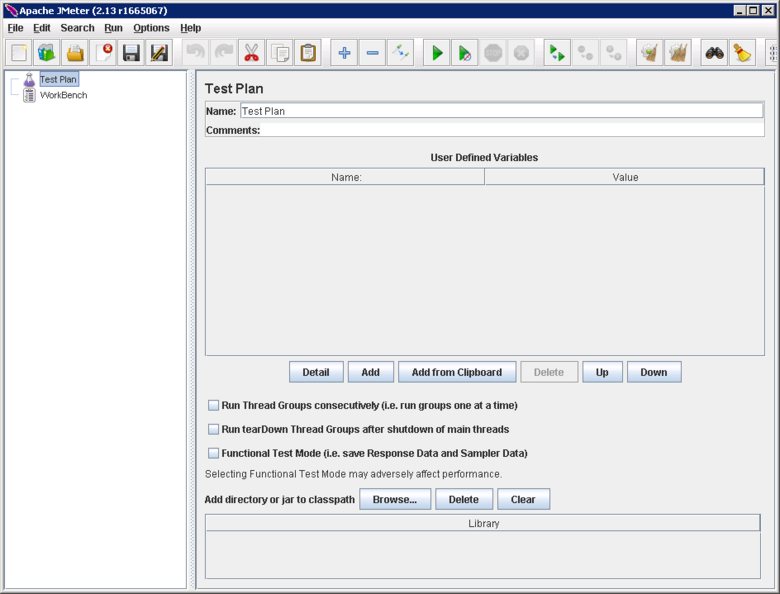 Apache JMeter (2.13 r1665067)
File Edit Search Run Options Help
Test Plan
WorkBench
Test Plan
Name: Test Plan
Comments:
User Defined Variables
Name: Value
Detail Add Add from Clipboard Delete Up Down
Run Thread Groups consecutively (i.e. run groups one at a time)
Run tearDown Thread Groups after shutdown of main threads
Functional Test Mode (i.e. save Response Data and Sampler Data)
Selecting Functional Test Mode may adversely affect performance.
Add directory or jar to classpath Browse... Delete Clear
Library